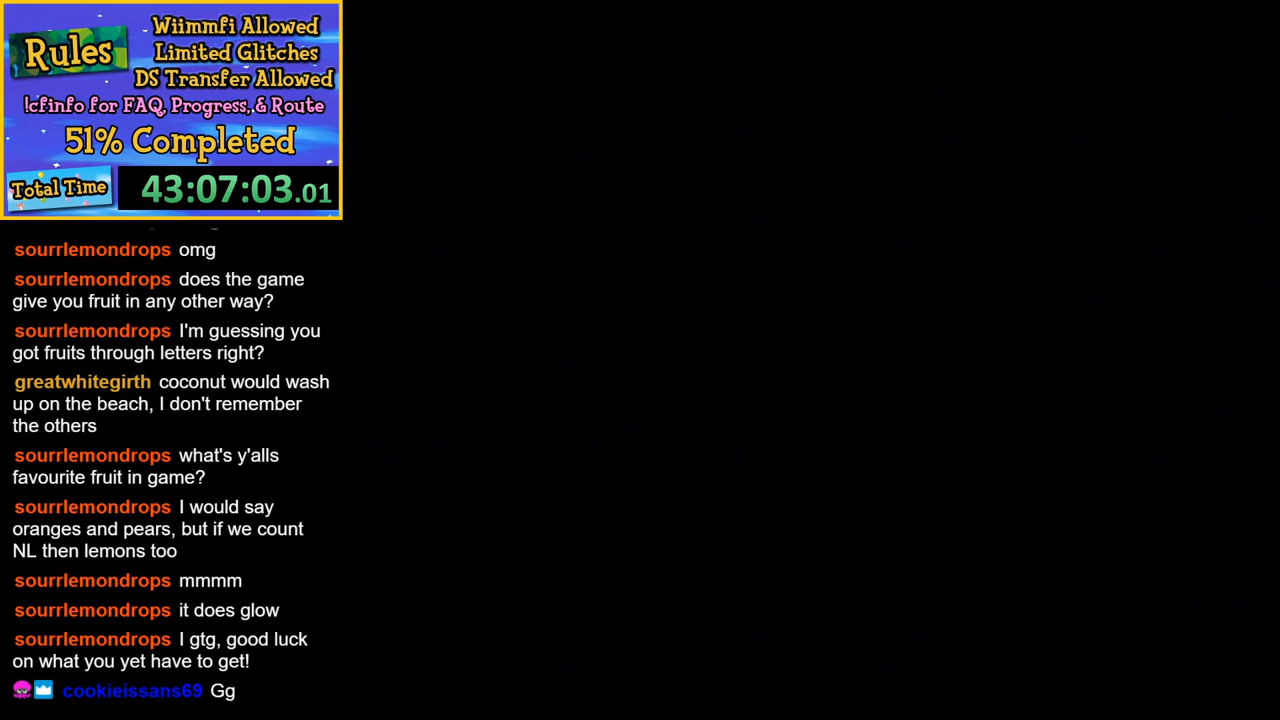 Rules
Wiimmfi Allowed
Limited Glitches
DS Transfer Allowed
!cfinfo for FAQ, Progress, & Route
51% Completed
Total Time
43:07:03.01
sourrlemondrops omg
sourrlemondrops does the game
give you fruit in any other way?
sourrlemondrops I'm guessing you
got fruits through letters right?
greatwhitegirth coconut would wash
up on the beach, I don't remember
the others
sourrlemondrops what's y'alls
favourite fruit in game?
sourrlemondrops I would say
oranges and pears, but if we count
NL then lemons too
sourrlemondrops mmmm
sourrlemondrops it does glow
sourrlemondrops I gtg, good luck
on what you yet have to get!
cookieissans69 Gg